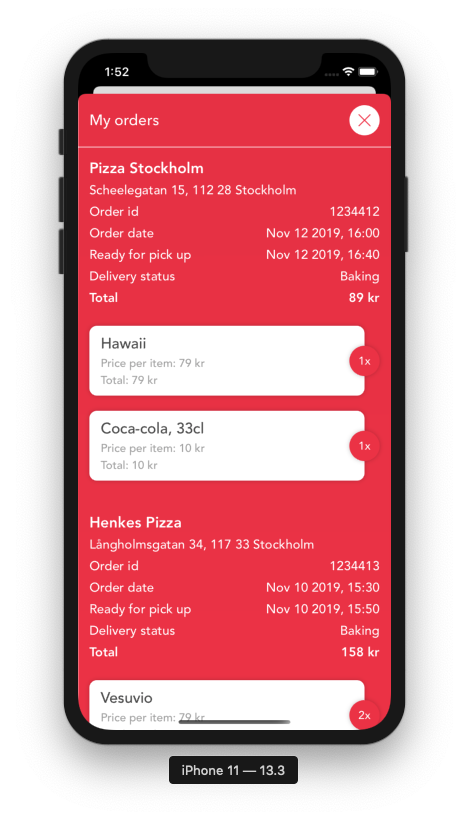 1:52
My orders
Pizza Stockholm
Scheelegatan 15, 112 28 Stockholm
Order id 1234412
Order date Nov 12 2019, 16:00
Ready for pick up Nov 12 2019, 16:40
Delivery status Baking
Total 89 kr
Hawaii
Price per item: 79 kr
Total: 79 kr
1x
Coca-cola, 33cl
Price per item: 10 kr
Total: 10 kr
1x
Henkes Pizza
Långholmsgatan 34, 117 33 Stockholm
Order id 1234413
Order date Nov 10 2019, 15:30
Ready for pick up Nov 10 2019, 15:50
Delivery status Baking
Total 158 kr
Vesuvio
Price per item: 79 kr
2x
iPhone 11 — 13.3